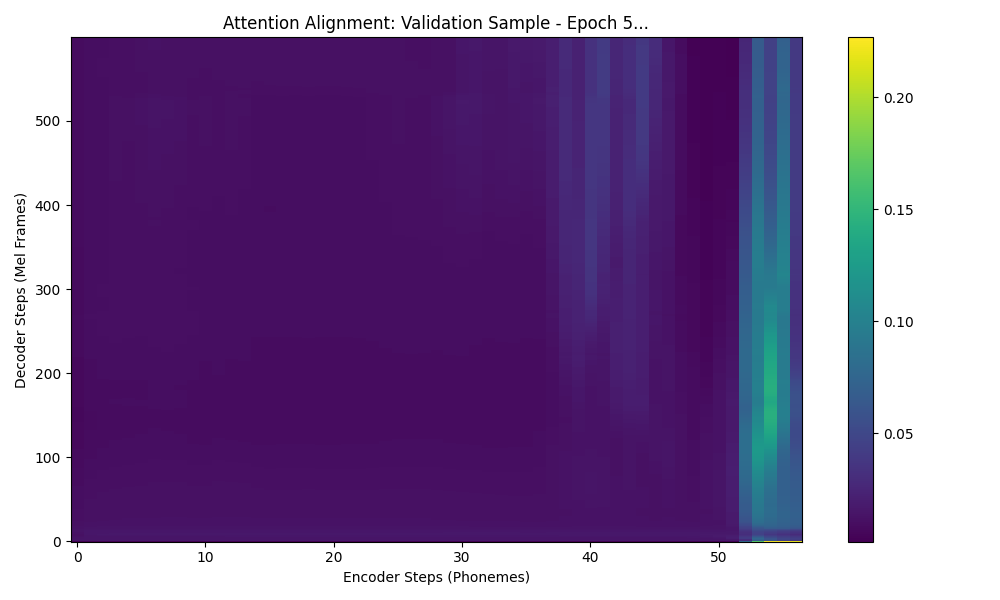 Attention Alignment: Validation Sample - Epoch 5...
Decoder Steps (Mel Frames)
500
400
300
200
100
0
0 10 20 30 40 50
Encoder Steps (Phonemes)
0.20
0.15
0.10
0.05